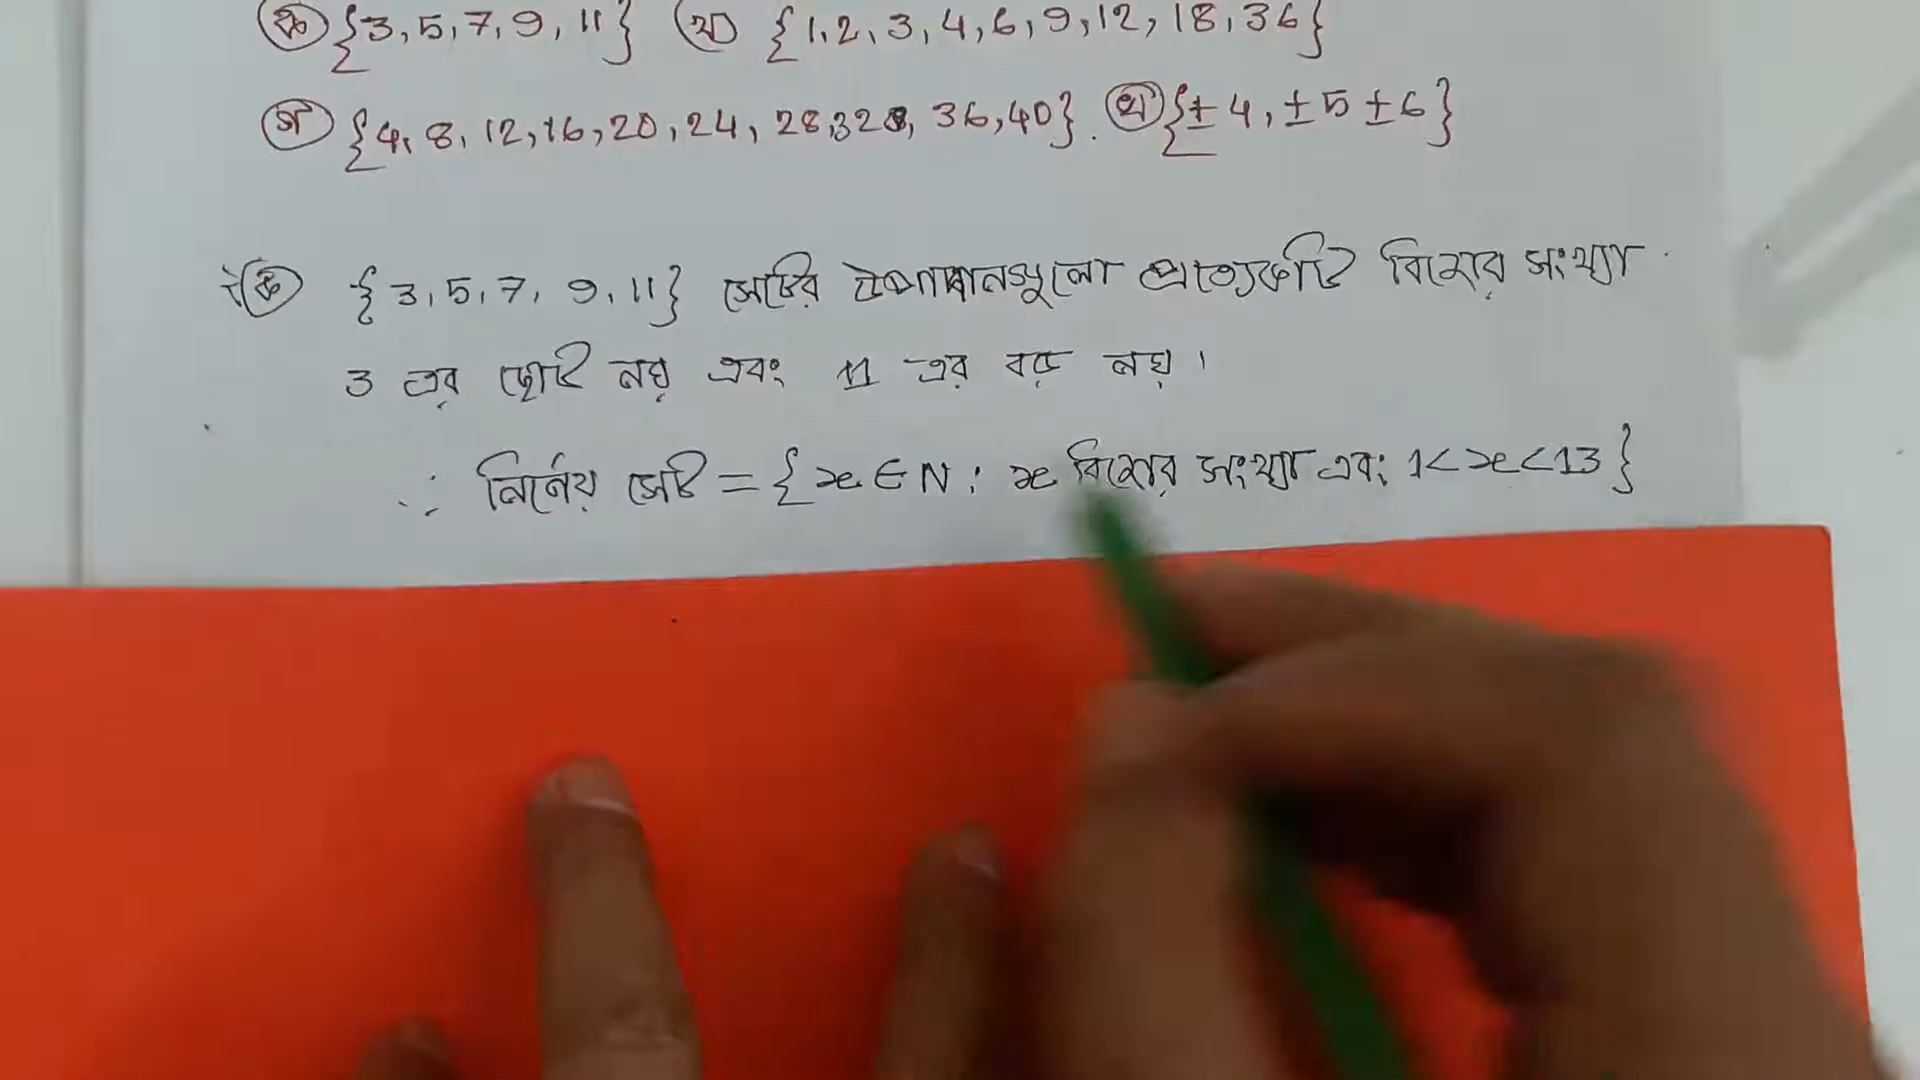 ক {3,5,7,9,11} খ {1,2,3,4,6,9,12,18,36}
গ {4,8,12,16,20,24,28,32, 36,40}. ঘ {±4,±5 ±6}
ক {3,5,7,9,11} সেটের উপাদানগুলো প্রত্যেকটি বিজোর সংখ্যা
3 এর ছোট নয় এবং 11 এর বড় নয়।
∴ নির্নেয় সেট = {x ∈ N : x বিজোর সংখ্যা এবং 1<x<13}